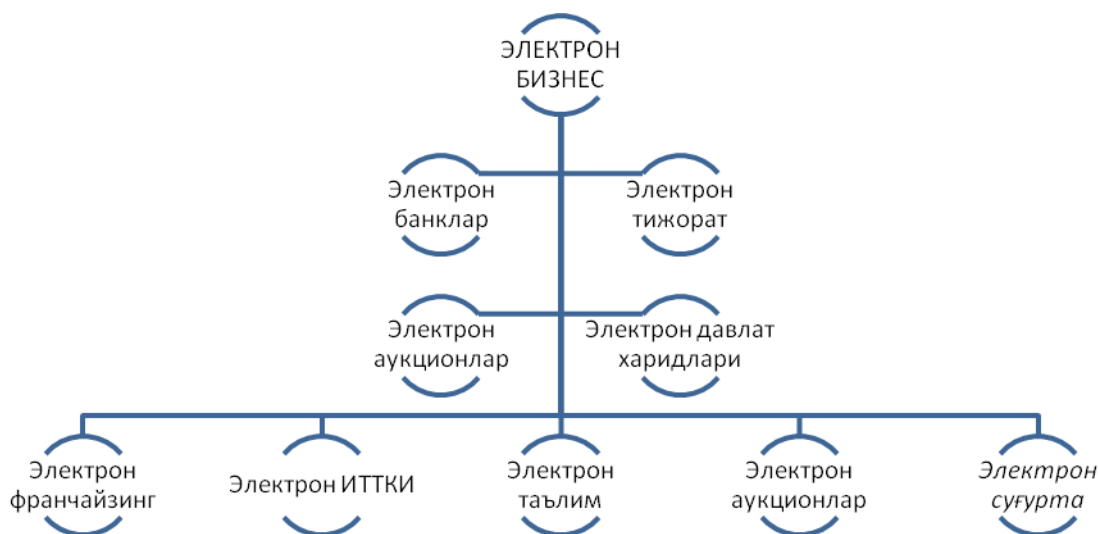 ЭЛЕКТРОН
БИЗНЕС
Электрон
банклар
Электрон
тижорат
Электрон
аукционлар
Электрон давлат
харидлари
Электрон
франчайзинг
Электрон ИТТКИ
Электрон
таълим
Электрон
аукционлар
Электрон
суғурта